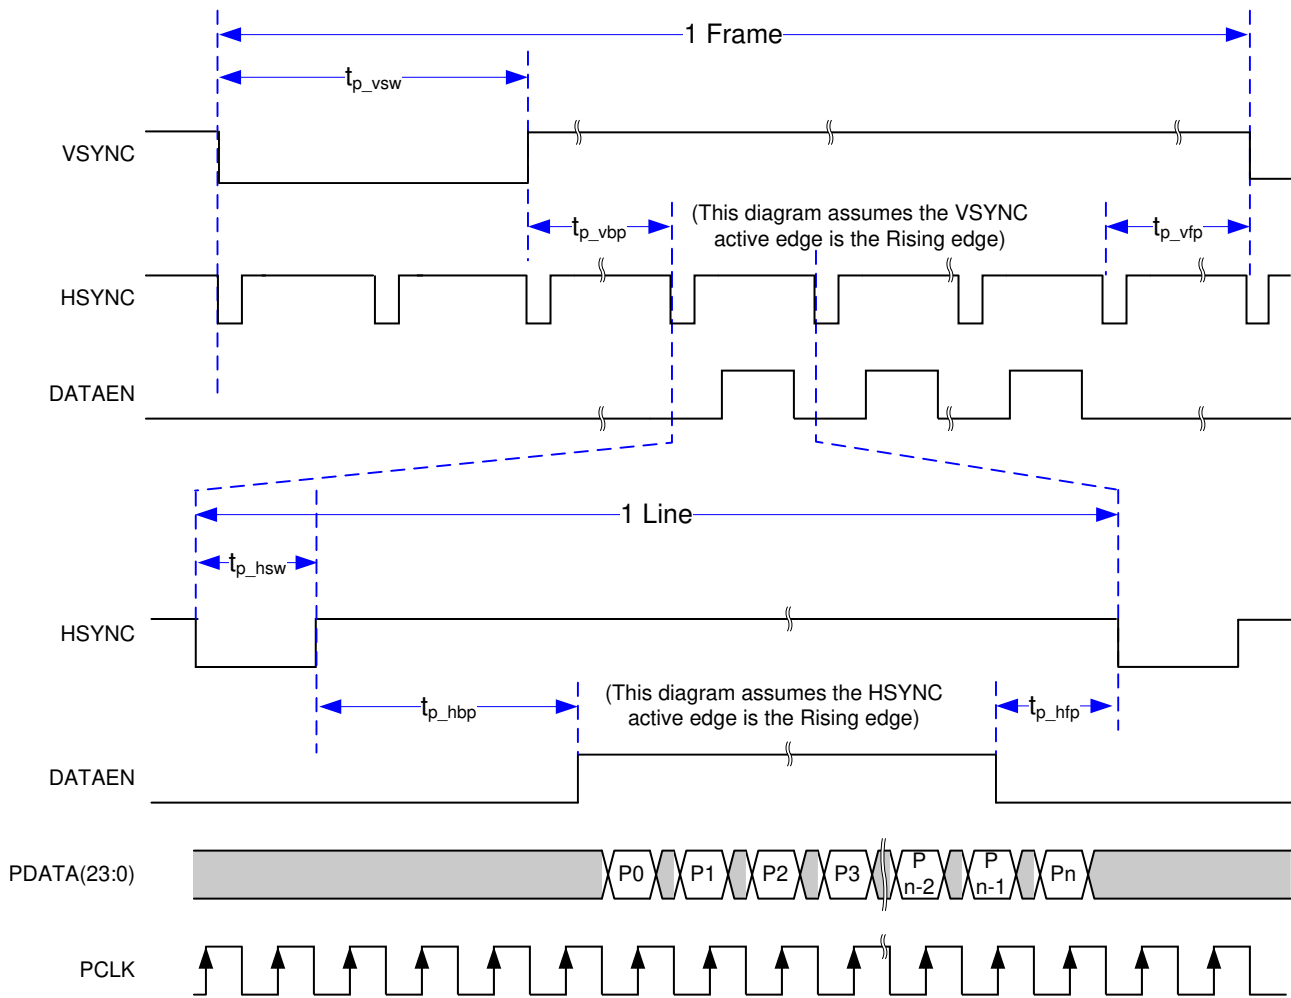 1 Frame
tp_vsw
VSYNC
tp_vbp
(This diagram assumes the VSYNC
active edge is the Rising edge)
tp_vfp
HSYNC
DATAEN
1 Line
tp_hsw
HSYNC
tp_hbp
(This diagram assumes the HSYNC
active edge is the Rising edge)
tp_hfp
DATAEN
PDATA(23:0)
P0
P1
P2
P3
P
n-2
P
n-1
Pn
PCLK